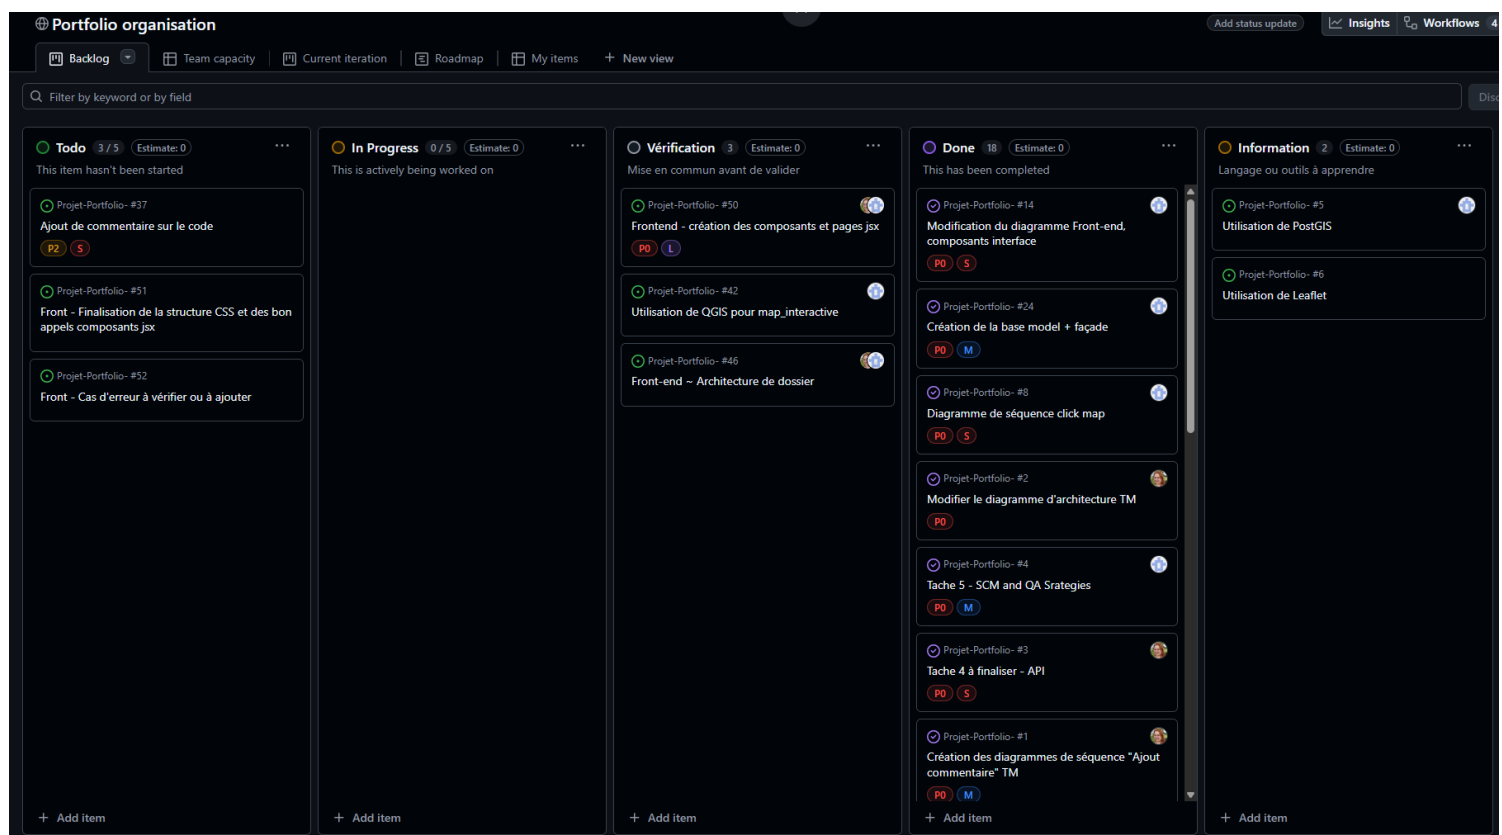 Portfolio organisation
Add status update
Insights
Workflows 4
Backlog
Team capacity
Current iteration
Roadmap
My items
+ New view
Filter by keyword or by field
Todo 3 / 5 Estimate: 0
This item hasn't been started
Projet-Portfolio- #37
Ajout de commentaire sur le code
P2 S
Projet-Portfolio- #51
Front - Finalisation de la structure CSS et des bon
appels composants jsx
Projet-Portfolio- #52
Front - Cas d'erreur à vérifier ou à ajouter
+ Add item
In Progress 0 / 5 Estimate: 0
This is actively being worked on
+ Add item
Vérification 3 Estimate: 0
Mise en commun avant de valider
Projet-Portfolio- #50
Frontend - création des composants et pages jsx
P0 L
Projet-Portfolio- #42
Utilisation de QGIS pour map_interactive
Projet-Portfolio- #46
Front-end ~ Architecture de dossier
+ Add item
Done 18 Estimate: 0
This has been completed
Projet-Portfolio- #14
Modification du diagramme Front-end,
composants interface
P0 S
Projet-Portfolio- #24
Création de la base model + façade
P0 M
Projet-Portfolio- #8
Diagramme de séquence click map
P0 S
Projet-Portfolio- #2
Modifier le diagramme d'architecture TM
P0
Projet-Portfolio- #4
Tache 5 - SCM and QA Srategies
P0 M
Projet-Portfolio- #3
Tache 4 à finaliser - API
P0 S
Projet-Portfolio- #1
Création des diagrammes de séquence "Ajout
commentaire" TM
P0 M
+ Add item
Information 2 Estimate: 0
Langage ou outils à apprendre
Projet-Portfolio- #5
Utilisation de PostGIS
Projet-Portfolio- #6
Utilisation de Leaflet
+ Add item